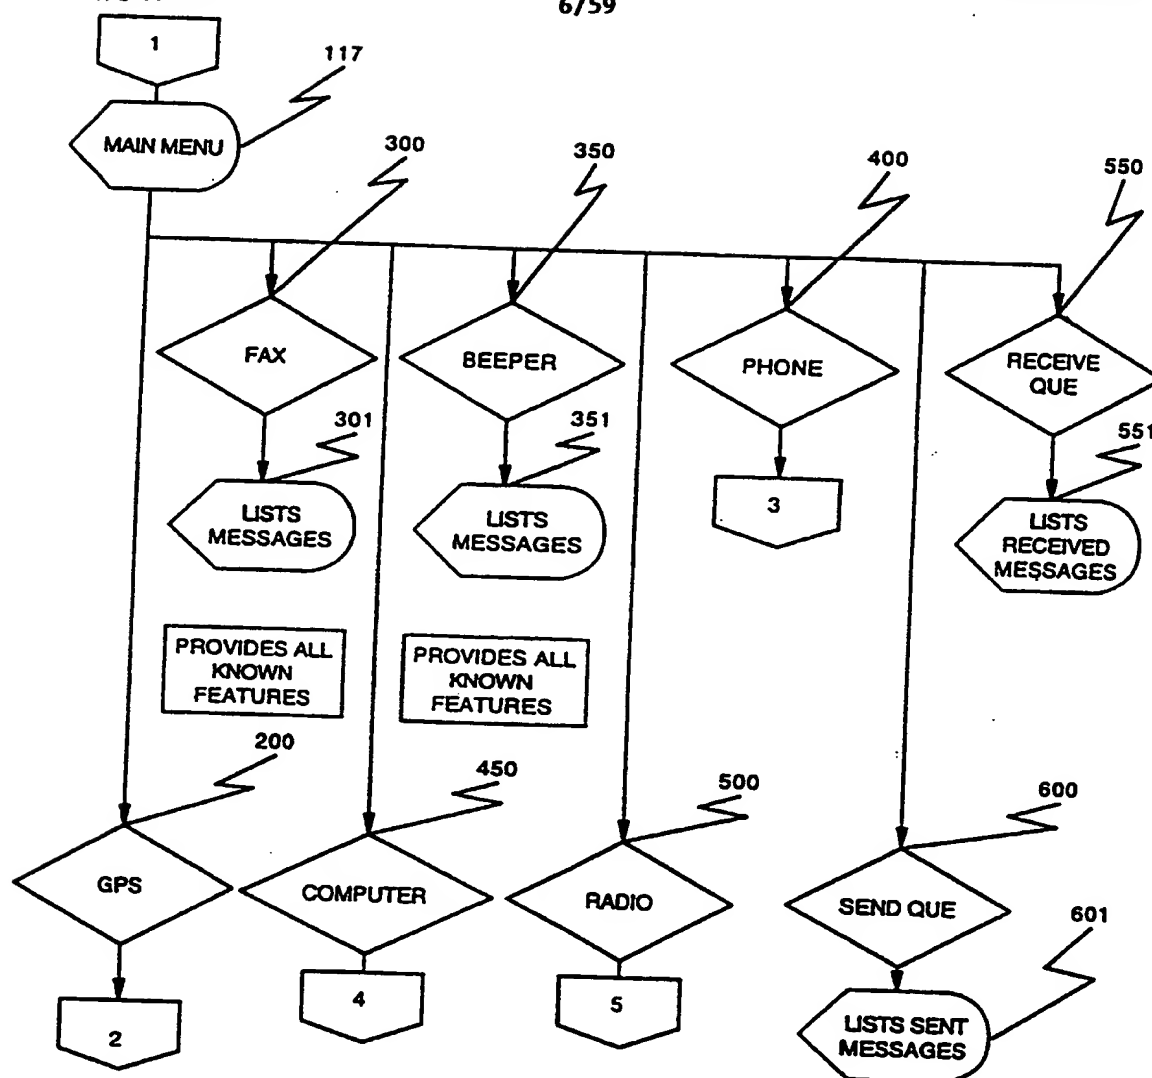 6/59
1
117
MAIN MENU
300
350
400
550
FAX
BEEPER
PHONE
RECEIVE
QUE
301
351
551
LISTS
MESSAGES
LISTS
MESSAGES
3
LISTS
RECEIVED
MESSAGES
PROVIDES ALL
KNOWN
FEATURES
PROVIDES ALL
KNOWN
FEATURES
200
450
500
600
GPS
COMPUTER
RADIO
SEND QUE
601
2
4
5
LISTS SENT
MESSAGES